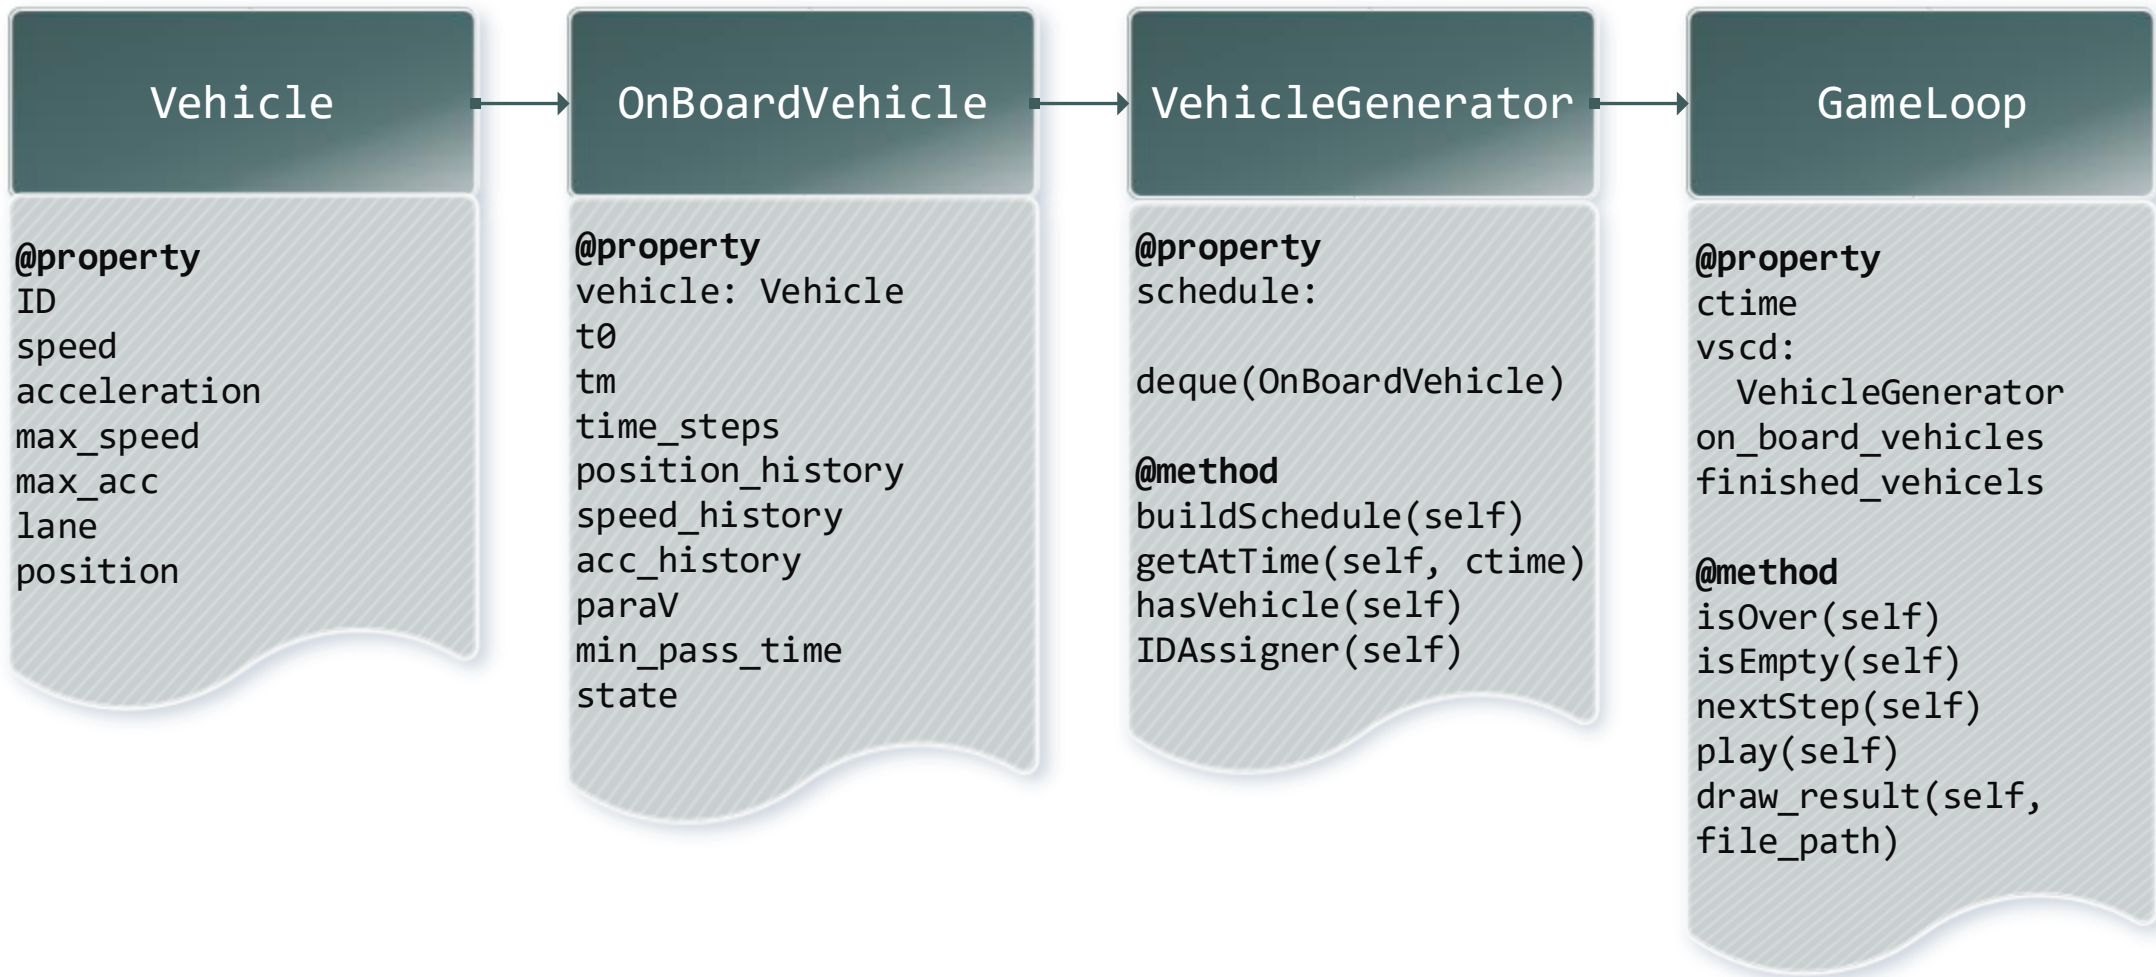 Vehicle
@property
ID
speed
acceleration
max_speed
max_acc
lane
position
OnBoardVehicle
@property
vehicle: Vehicle
t0
tm
time_steps
position_history
speed_history
acc_history
paraV
min_pass_time
state
VehicleGenerator
@property
schedule:
deque(OnBoardVehicle)
@method
buildSchedule(self)
getAtTime(self, ctime)
hasVehicle(self)
IDAssigner(self)
GameLoop
@property
ctime
vscd:
VehicleGenerator
on_board_vehicles
finished_vehicels
@method
isOver(self)
isEmpty(self)
nextStep(self)
play(self)
draw_result(self,
file_path)